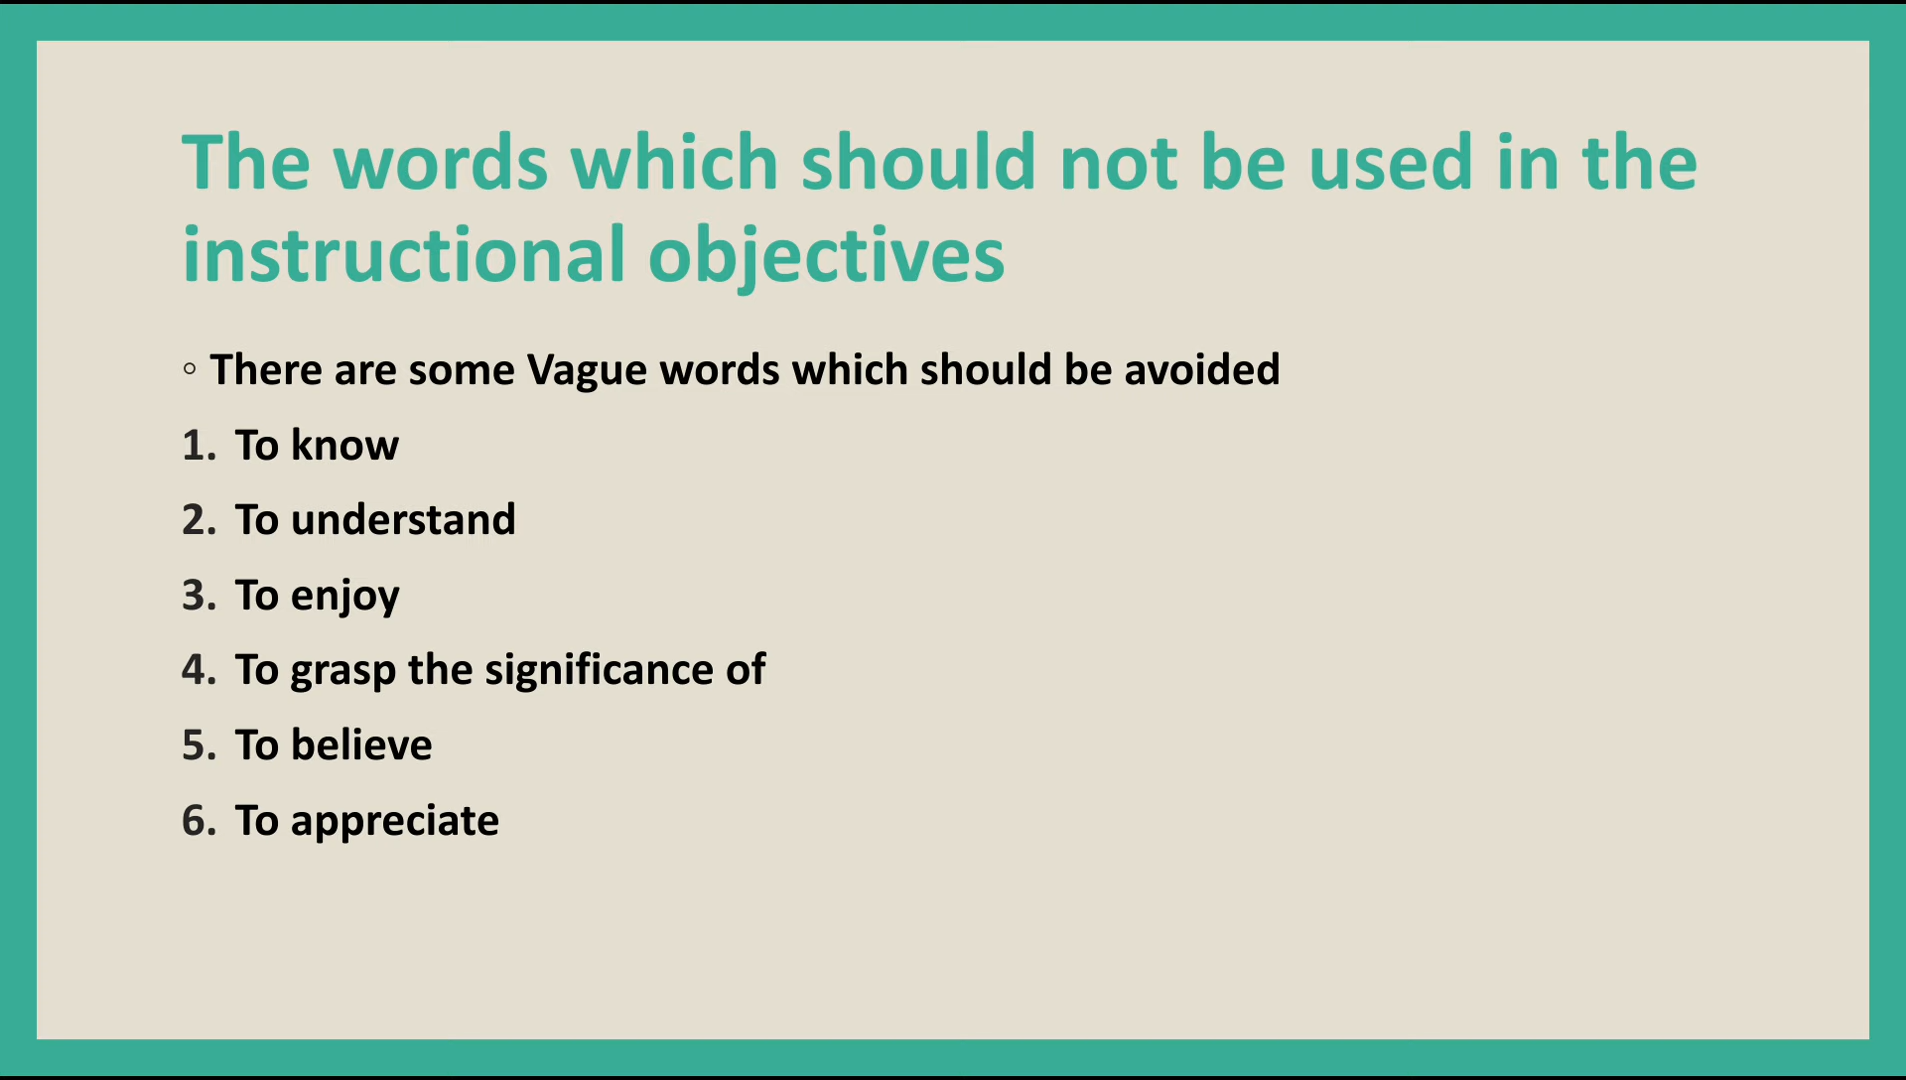 The words which should not be used in the
instructional objectives
◦ There are some Vague words which should be avoided
1. To know
2. To understand
3. To enjoy
4. To grasp the significance of
5. To believe
6. To appreciate